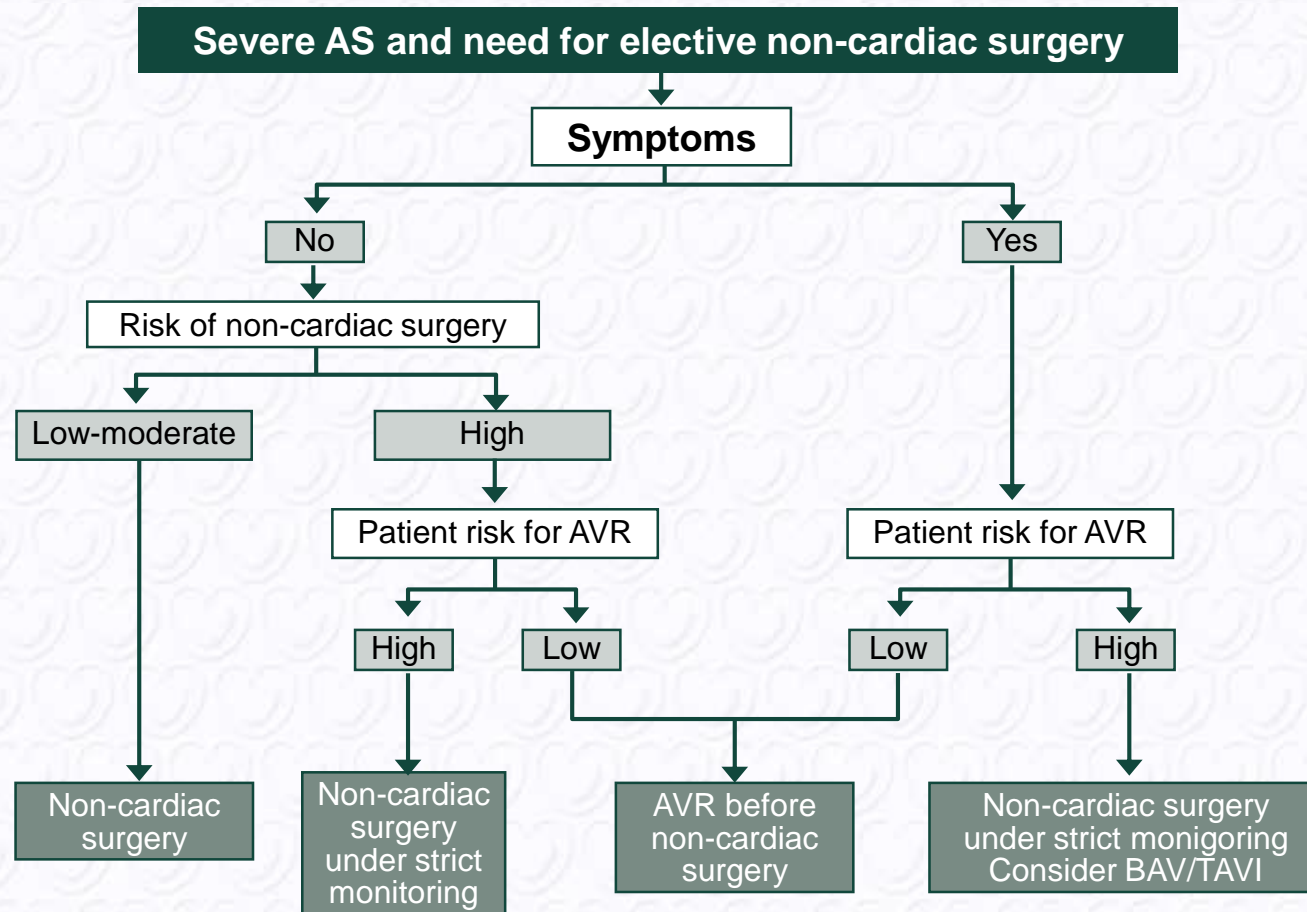 Severe AS and need for elective non-cardiac surgery
Symptoms
No
Yes
Risk of non-cardiac surgery
Low-moderate
High
Patient risk for AVR
Patient risk for AVR
High
Low
Low
High
Non-cardiac
surgery
Non-cardiac
surgery
under strict
monitoring
AVR before
non-cardiac
surgery
Non-cardiac surgery
under strict monigoring
Consider BAV/TAVI